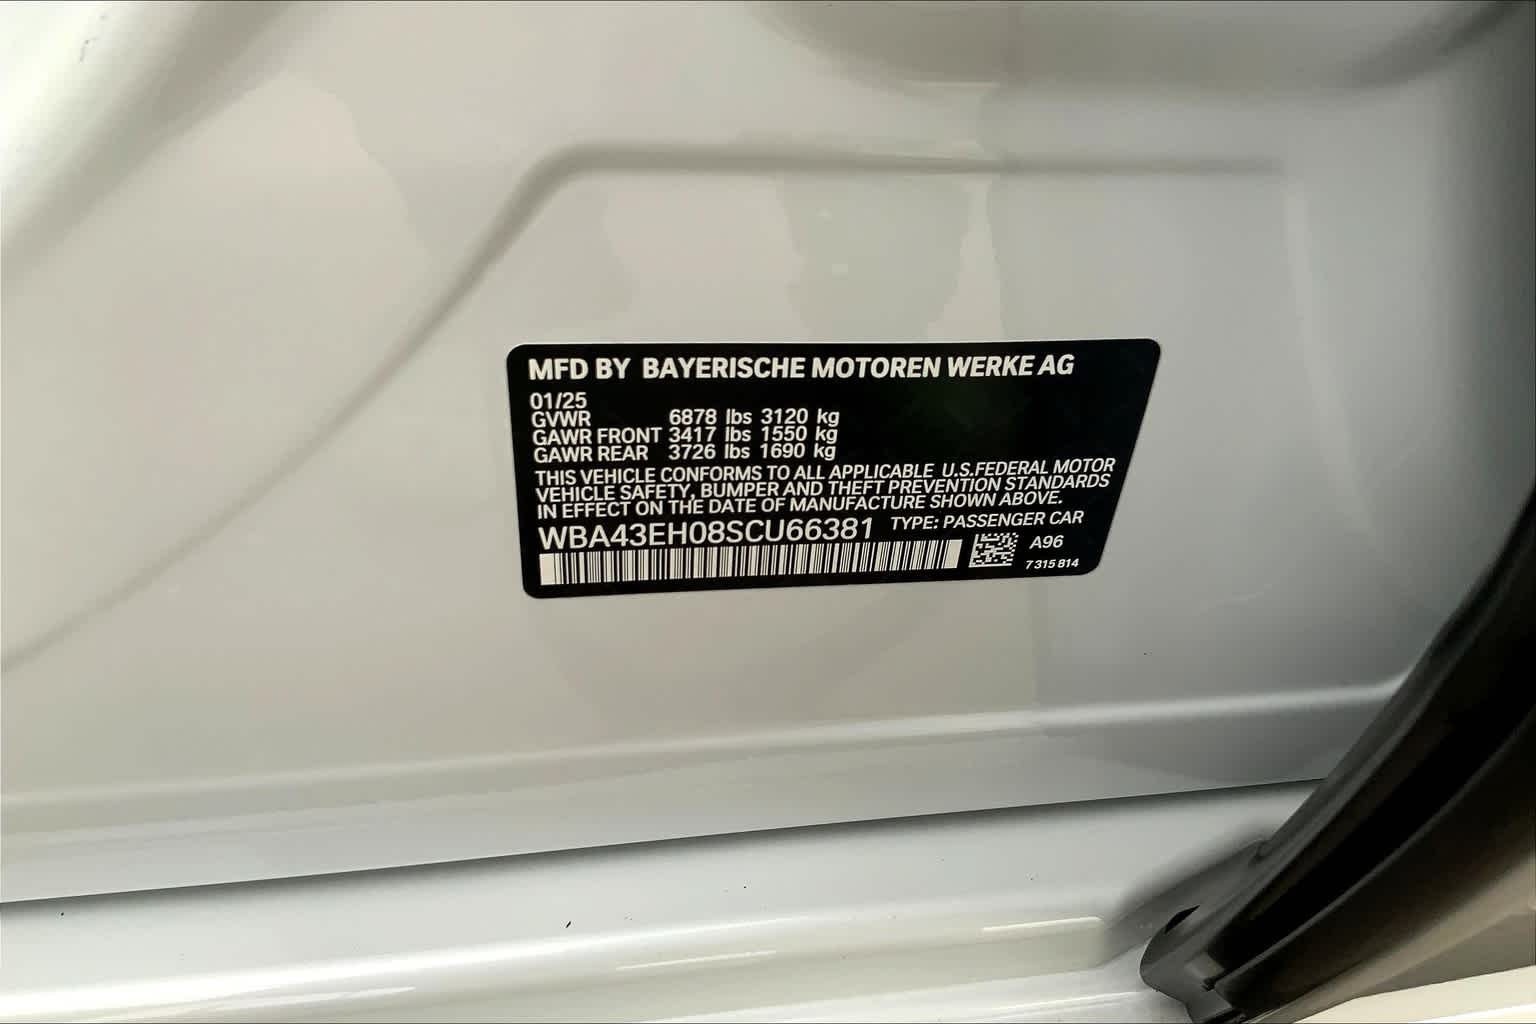 MFD BY BAYERISCHE MOTOREN WERKE AG
01/25
GVWR 6878 lbs 3120 kg
GAWR FRONT 3417 lbs 1550 kg
GAWR REAR 3726 lbs 1690 kg
THIS VEHICLE CONFORMS TO ALL APPLICABLE U.S.FEDERAL MOTOR
VEHICLE SAFETY, BUMPER AND THEFT PREVENTION STANDARDS
IN EFFECT ON THE DATE OF MANUFACTURE SHOWN ABOVE.
WBA43EH08SCU66381 TYPE: PASSENGER CAR
A96
7 315 814